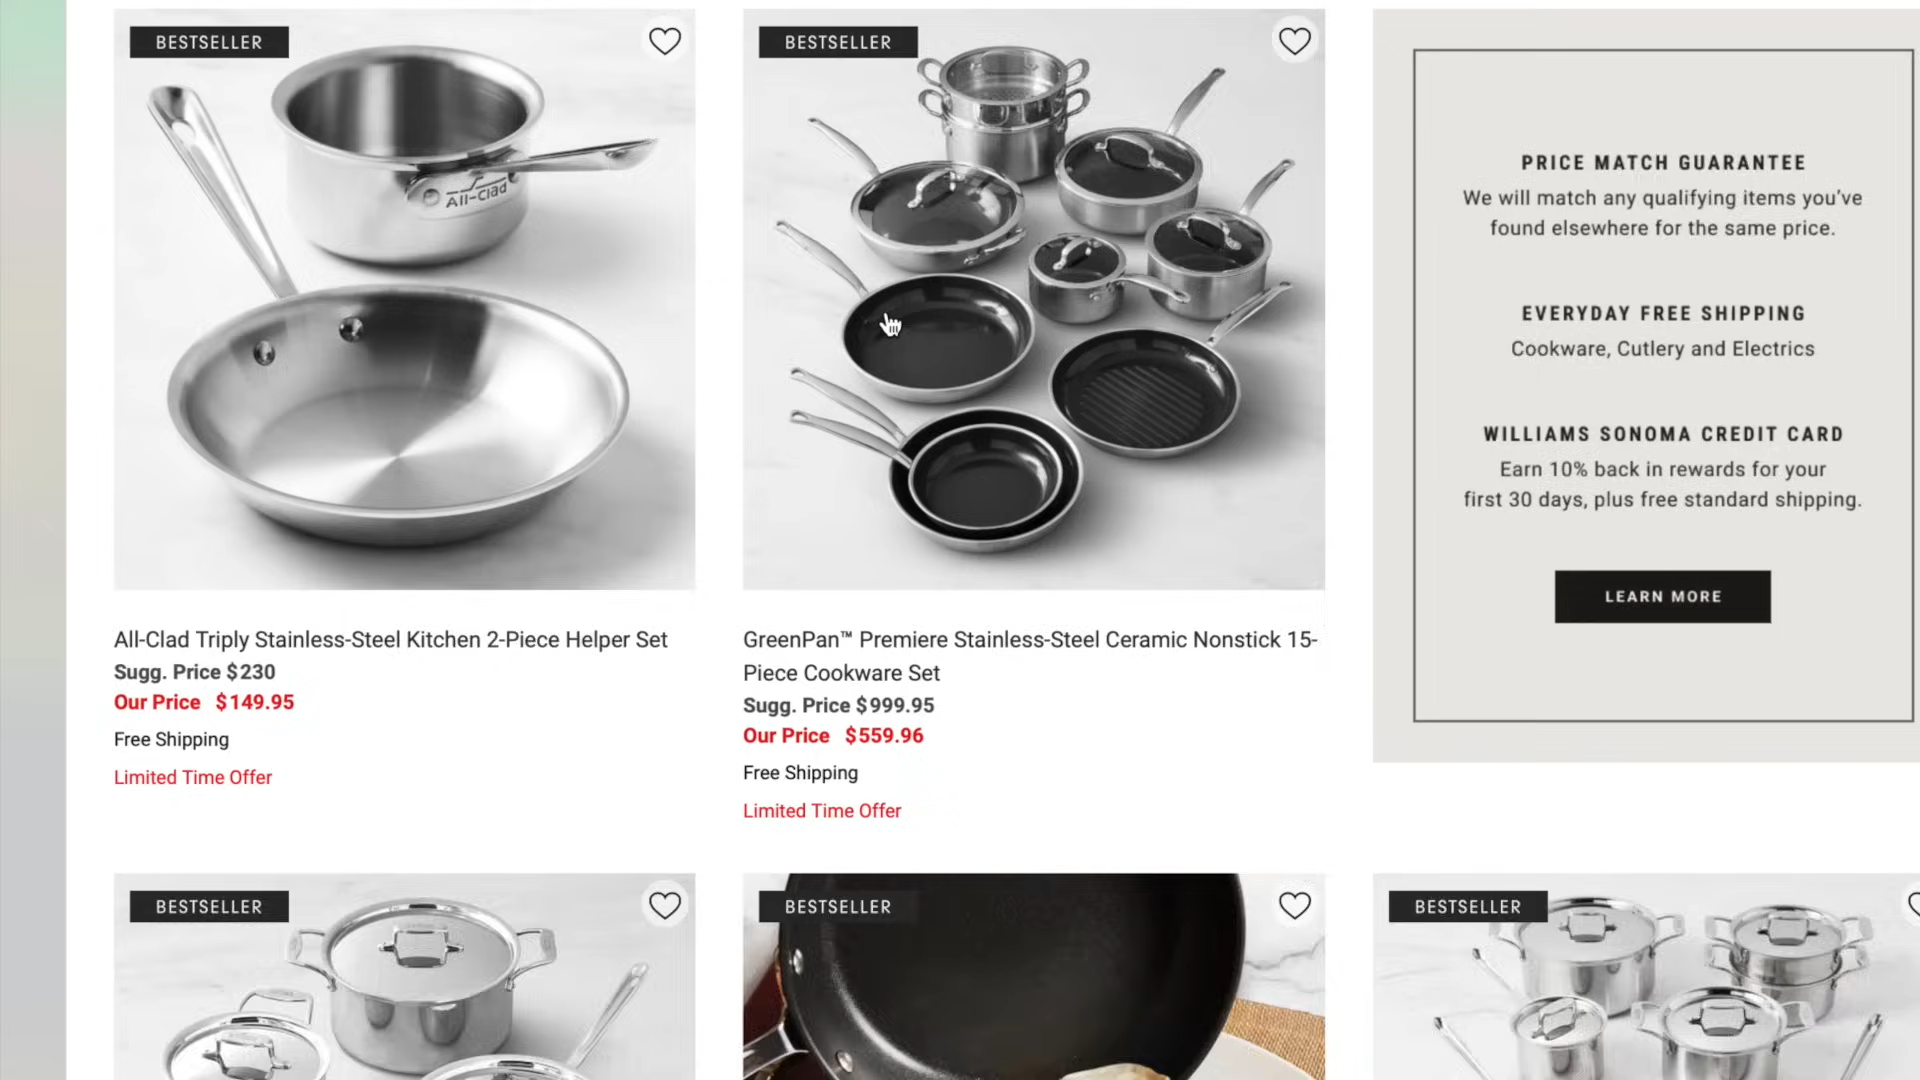 BESTSELLER
All-Clad
All-Clad Triply Stainless-Steel Kitchen 2-Piece Helper Set
Sugg. Price $230
Our Price $149.95
Free Shipping
Limited Time Offer
BESTSELLER
GreenPan™ Premiere Stainless-Steel Ceramic Nonstick 15-
Piece Cookware Set
Sugg. Price $999.95
Our Price $559.96
Free Shipping
Limited Time Offer
PRICE MATCH GUARANTEE
We will match any qualifying items you've
found elsewhere for the same price.
EVERYDAY FREE SHIPPING
Cookware, Cutlery and Electrics
WILLIAMS SONOMA CREDIT CARD
Earn 10% back in rewards for your
first 30 days, plus free standard shipping.
LEARN MORE
BESTSELLER
BESTSELLER
BESTSELLER